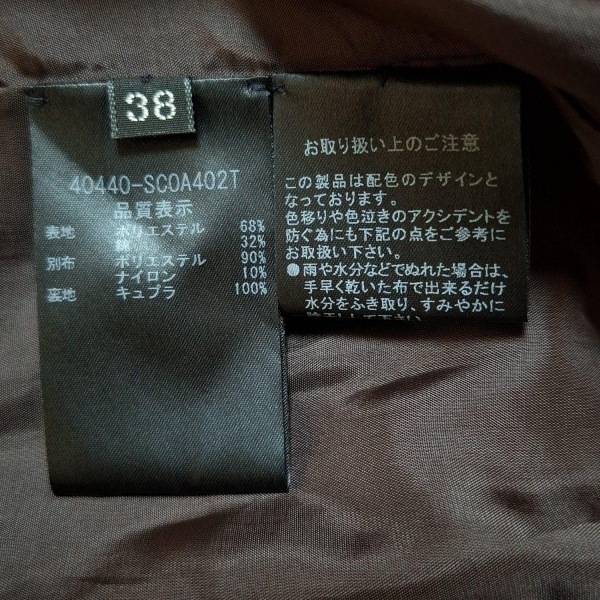 38
40440-SCOA402T
品質表示
表地 ポリエステル 68%
綿 32%
別布 ポリエステル 90%
ナイロン 10%
裏地 キュプラ 100%
お取り扱い上のご注意
この製品は配色のデザインと
なっております。
色移りや色泣きのアクシデントを
防ぐ為にも下記の点をご参考に
お取扱い下さい。
●雨や水分などでぬれた場合は、
手早く乾いた布で出来るだけ
水分をふき取り、すみやかに